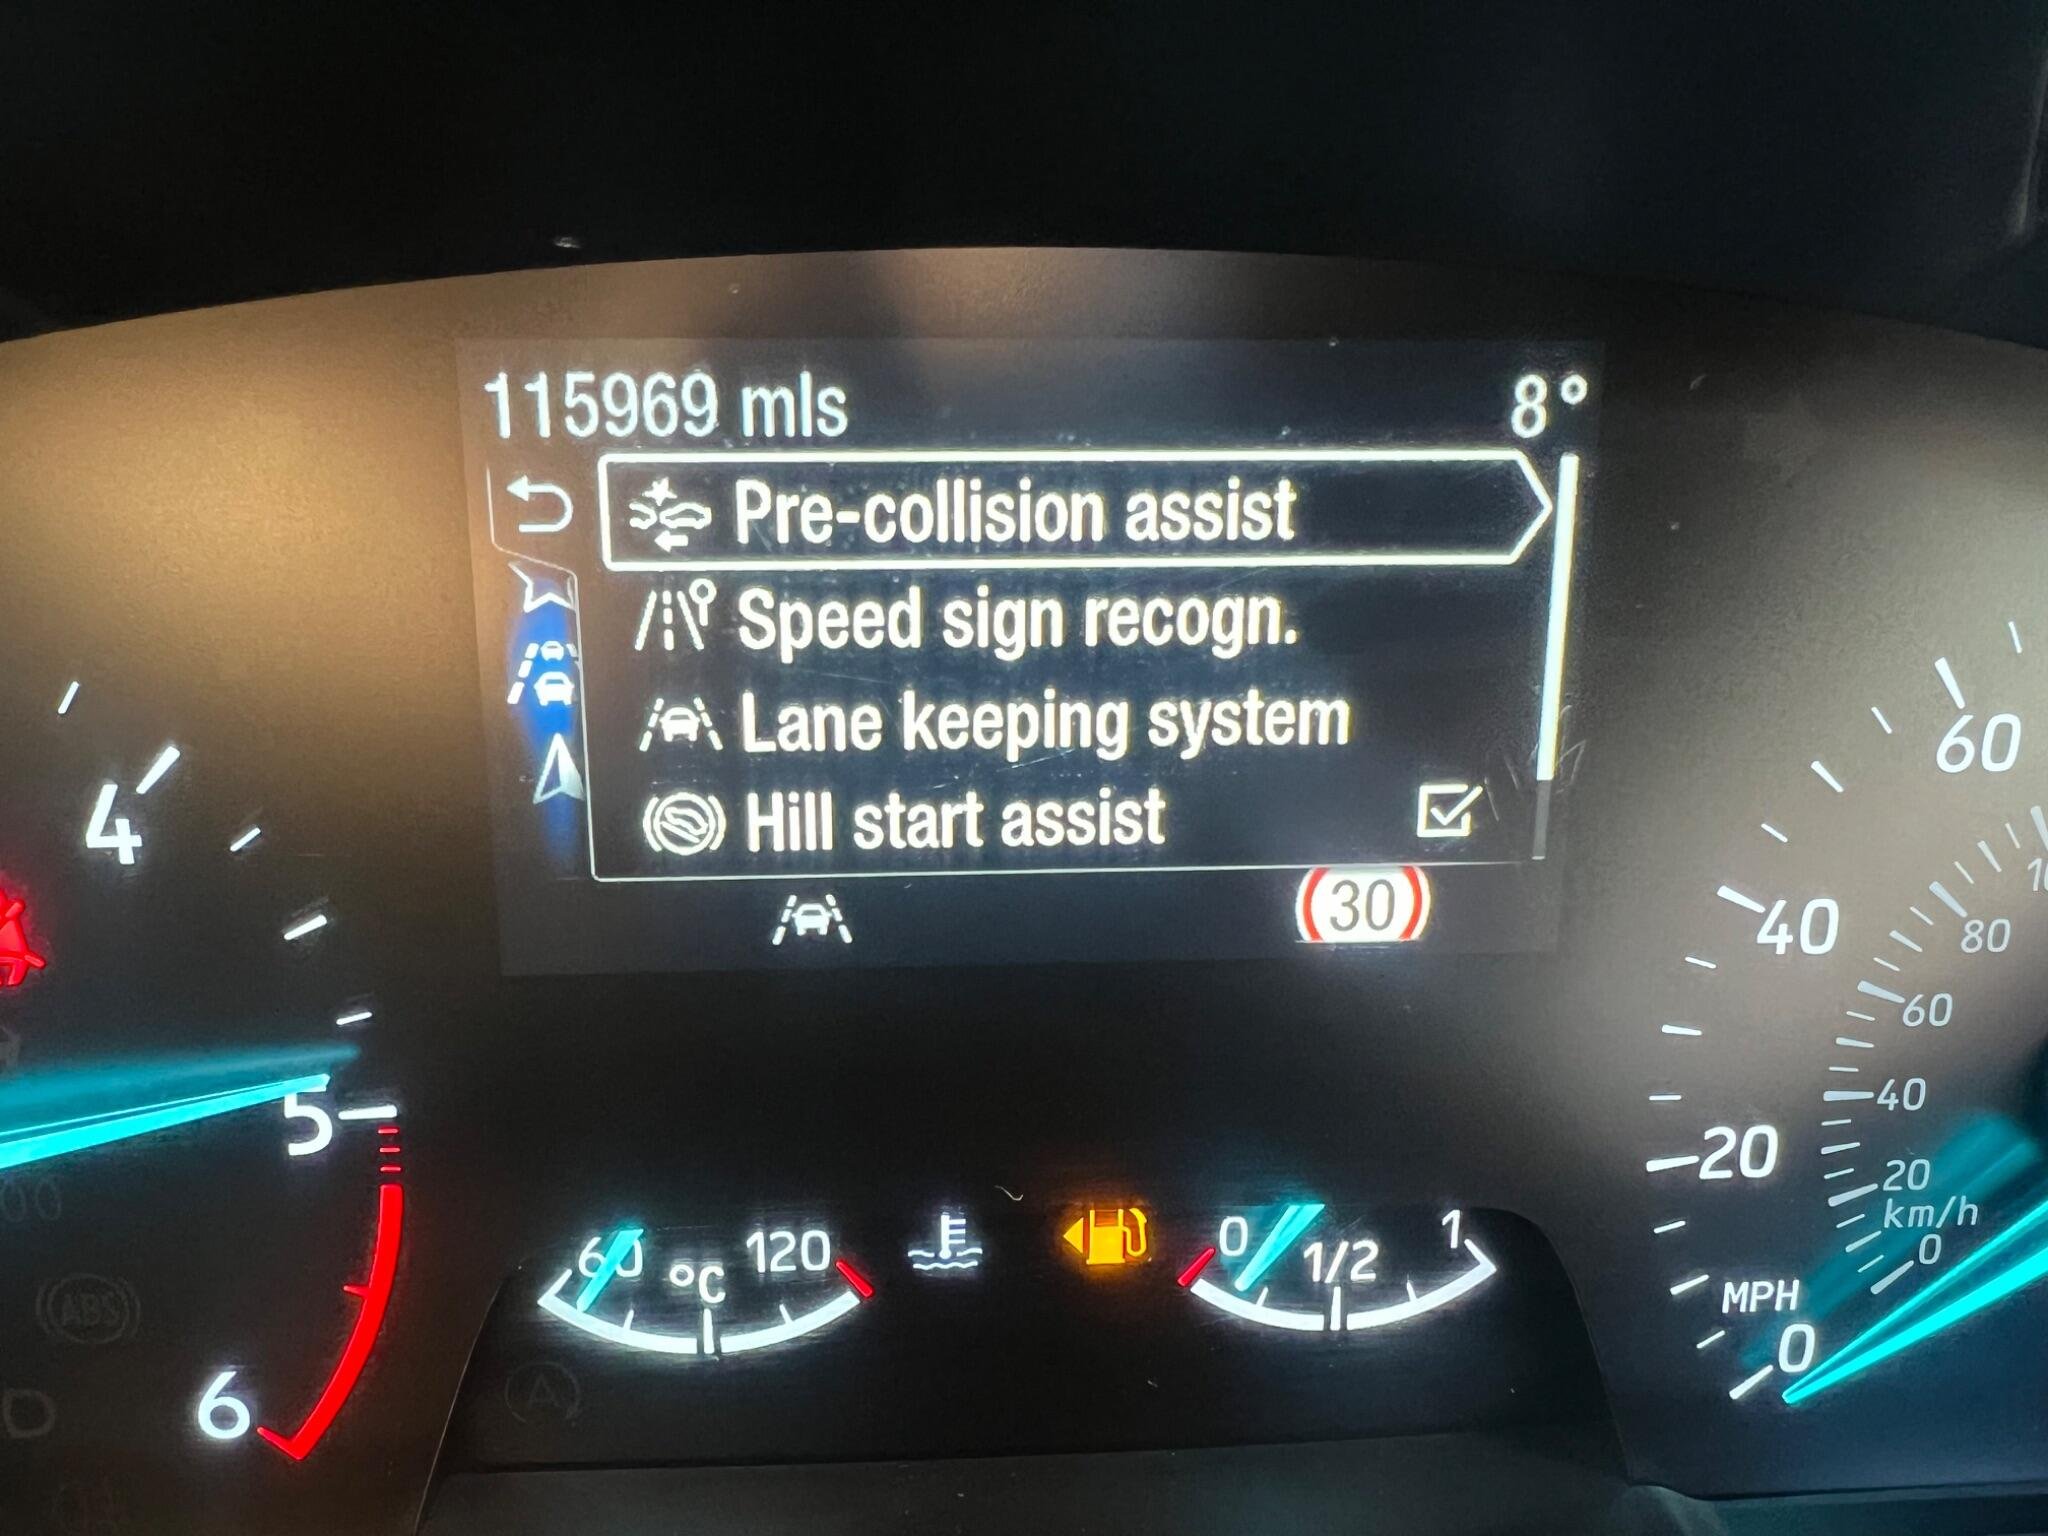 115969 mls 8°
Pre-collision assist
Speed sign recogn.
Lane keeping system
Hill start assist
30
4
5
6
60 °C 120
0 1/2 1
60
40
20
0
MPH
80
60
40
20
km/h
0
ABS
A